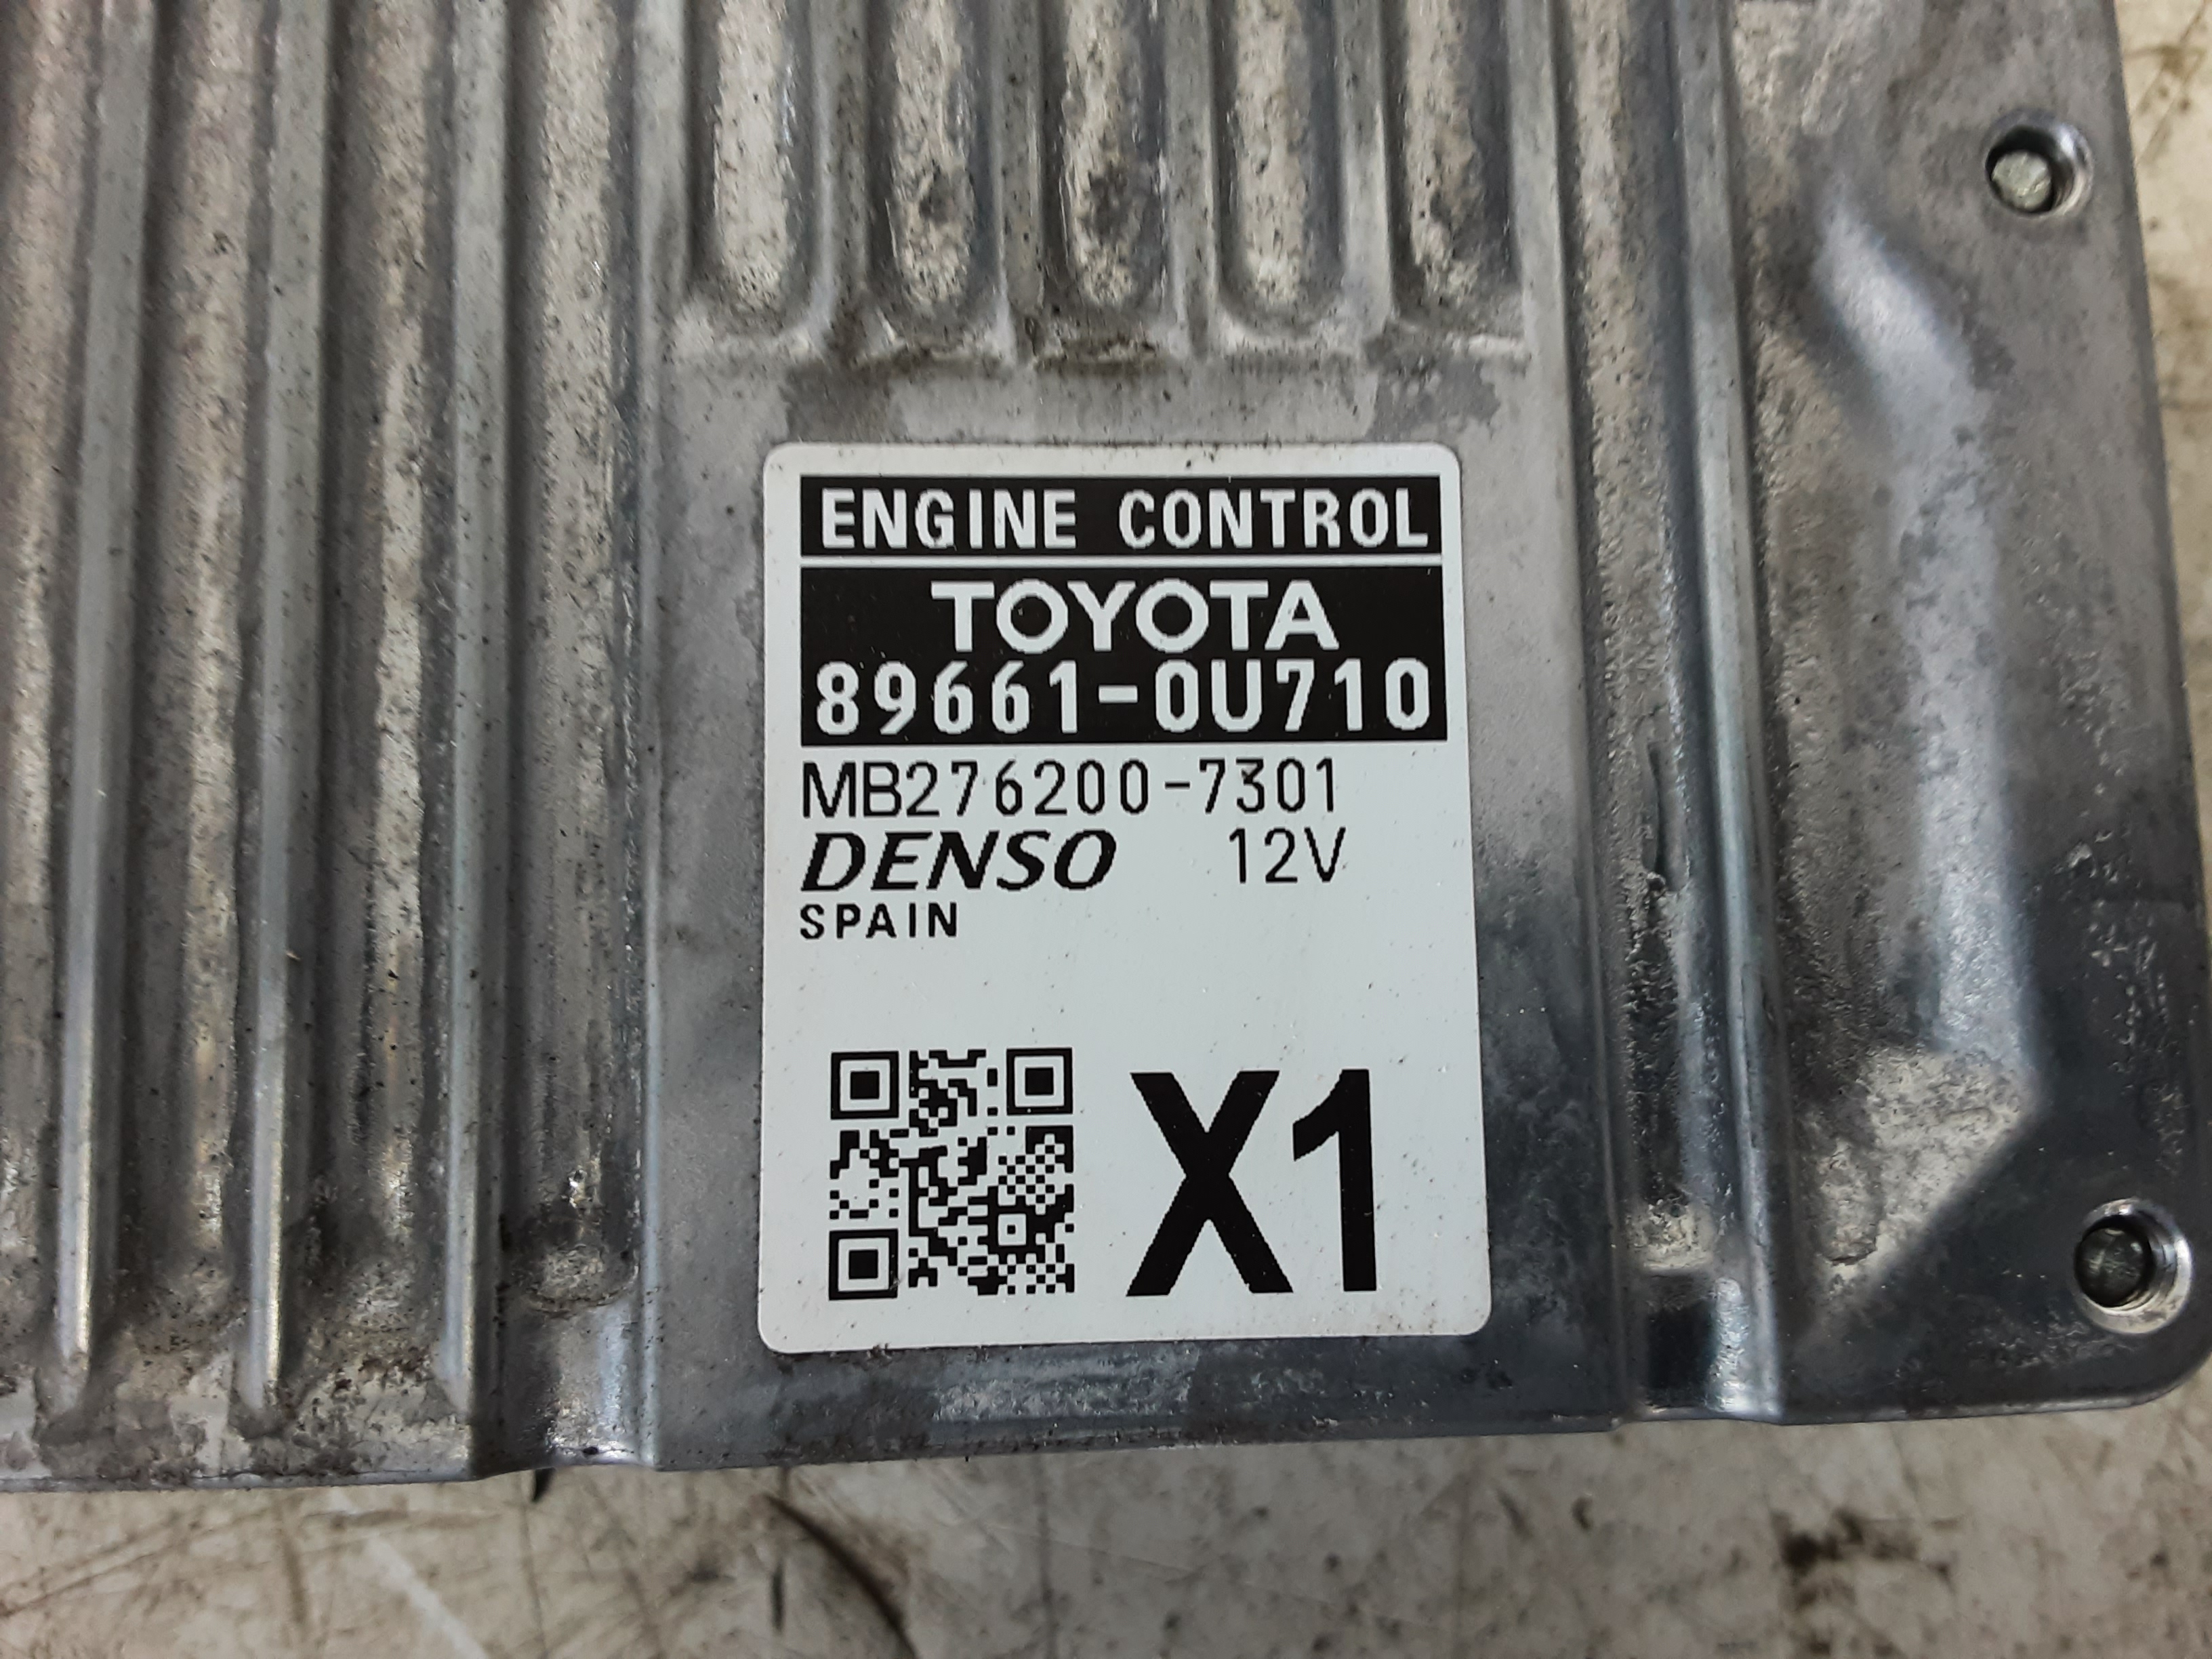 ENGINE CONTROL
TOYOTA
89661-0U710
MB276200-7301
DENSO 12V
SPAIN
X1